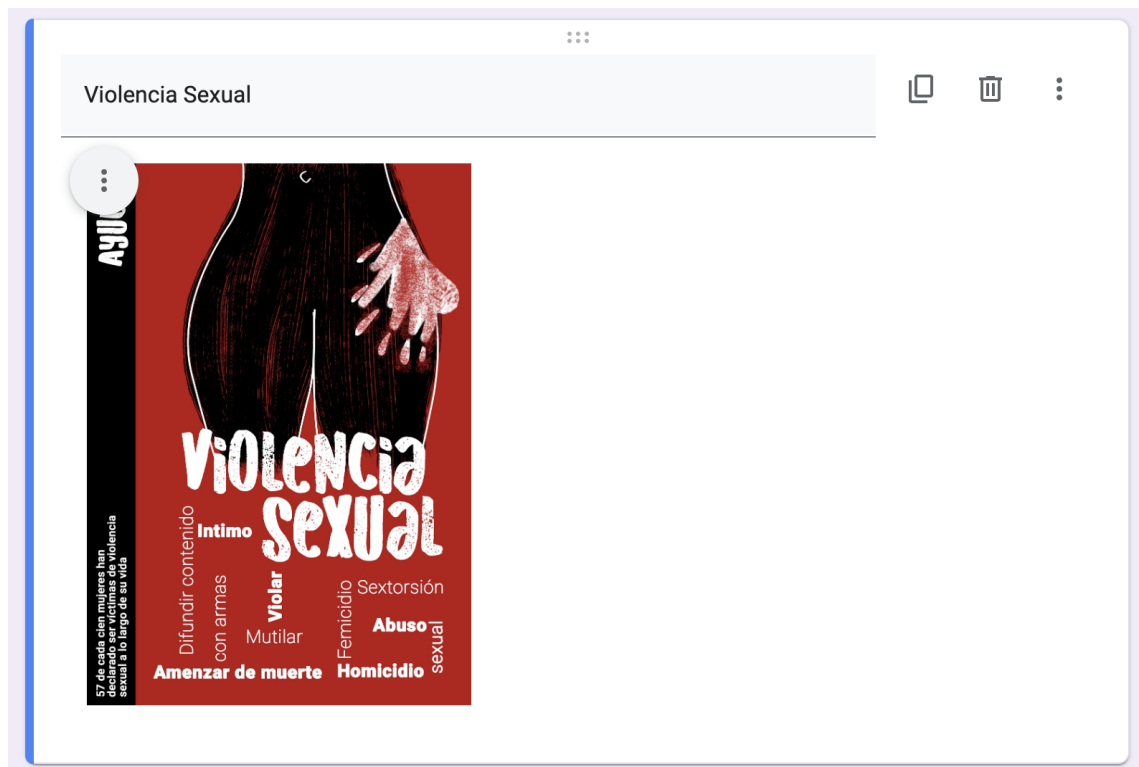 Violencia Sexual
57 de cada cien mujeres han
declarado ser víctimas de violencia
sexual a lo largo de su vida
Violencia
Sexual
Difundir contenido
Intimo
con armas
Violar
Mutilar
Femicidio
Sextorsión
Abuso
sexual
Amenzar de muerte
Homicidio